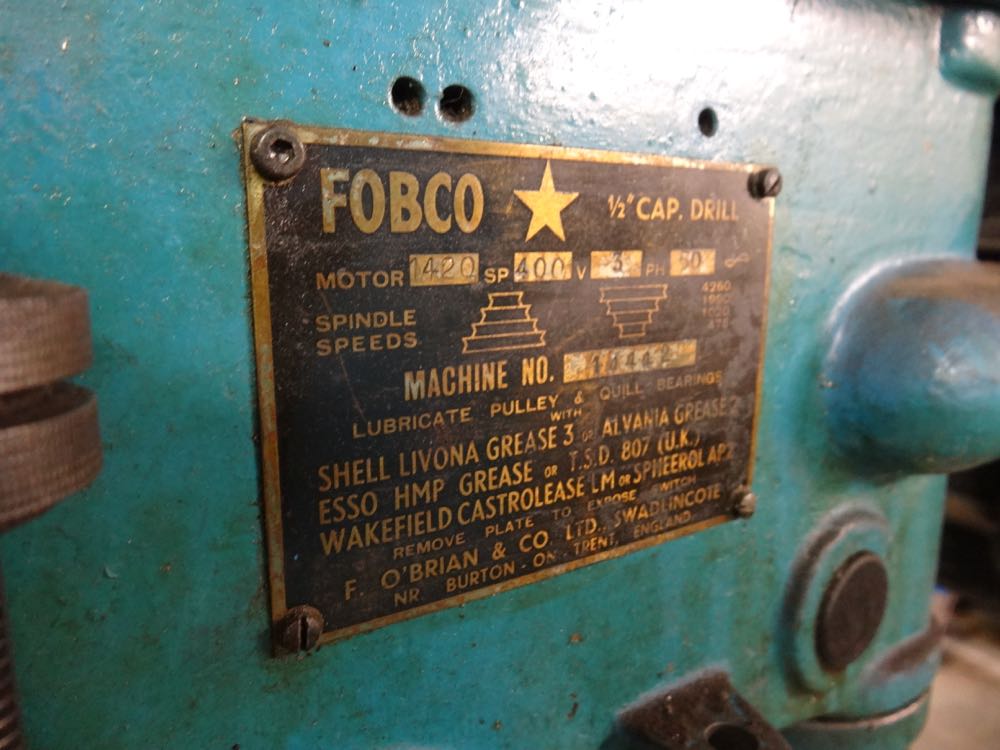 FOBCO ½" CAP. DRILL
MOTOR 1420 SP 400 V 3 PH 50
SPINDLE
SPEEDS
4260
MACHINE NO.
LUBRICATE PULLEY & QUILL BEARINGS
WITH
SHELL LIVONA GREASE 3 OR ALVANIA GREASE 2
ESSO HMP GREASE OR T.S.D. 807 (U.K.)
WAKEFIELD CASTROLEASE LM OR SPHEEROL AP2
REMOVE PLATE TO EXPOSE SWITCH
F. O'BRIAN & CO. LTD., SWADLINCOTE
NR BURTON-ON-TRENT, ENGLAND